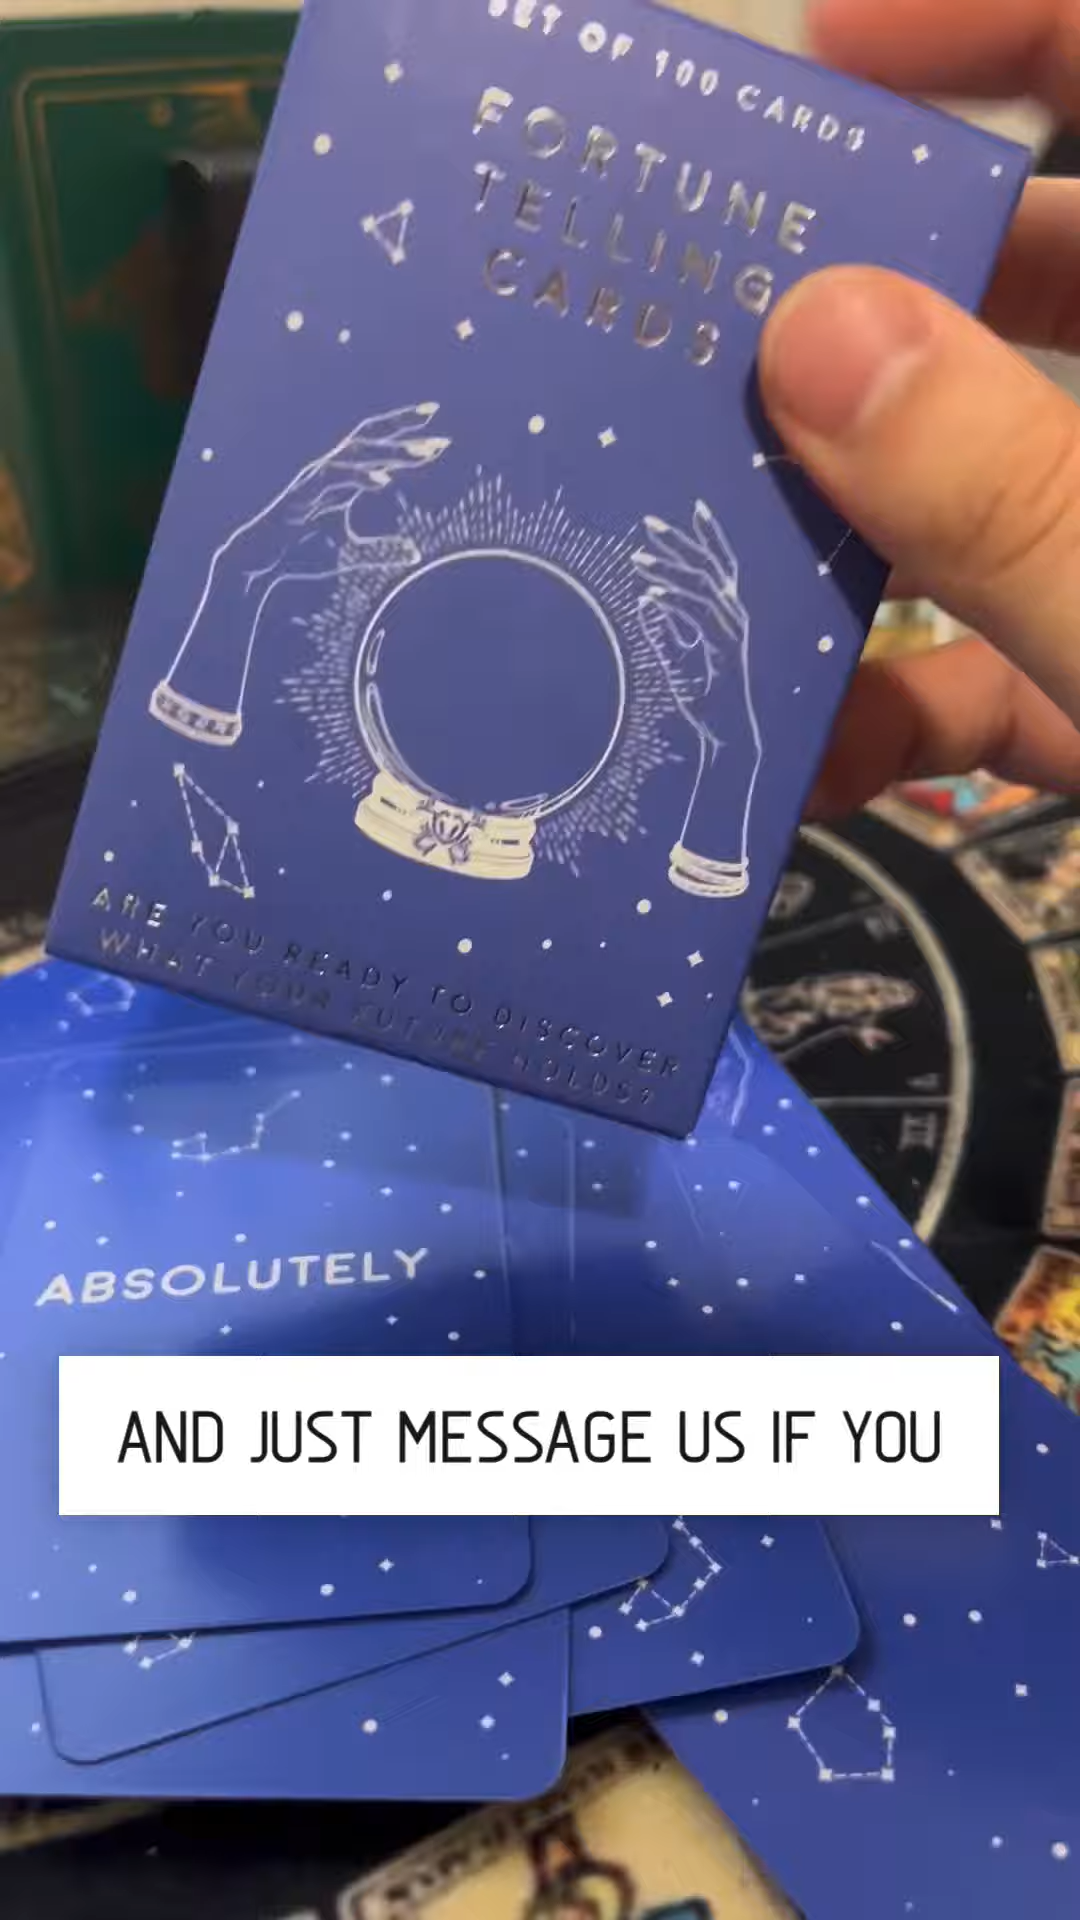 SET OF 100 CARDS
FORTUNE
TELLING
CARDS
ARE YOU READY TO DISCOVER
WHAT YOUR FUTURE HOLDS?
ABSOLUTELY
AND JUST MESSAGE US IF YOU
VII